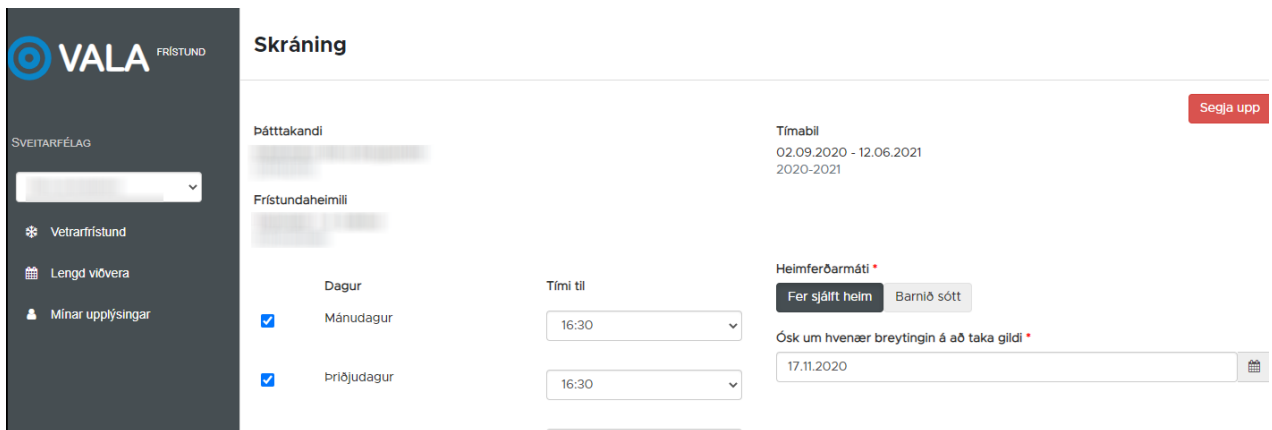 VALA FRÍSTUND
SVEITARFÉLAG
Vetrarfrístund
Lengd viðvera
Mínar upplýsingar
Skráning
Segja upp
Þátttakandi
Tímabil
02.09.2020 - 12.06.2021
2020-2021
Frístundaheimili
Heimferðarmáti *
Fer sjálft heim
Barnið sótt
Ósk um hvenær breytingin á að taka gildi *
17.11.2020
Dagur
Tími til
Mánudagur
16:30
Þriðjudagur
16:30